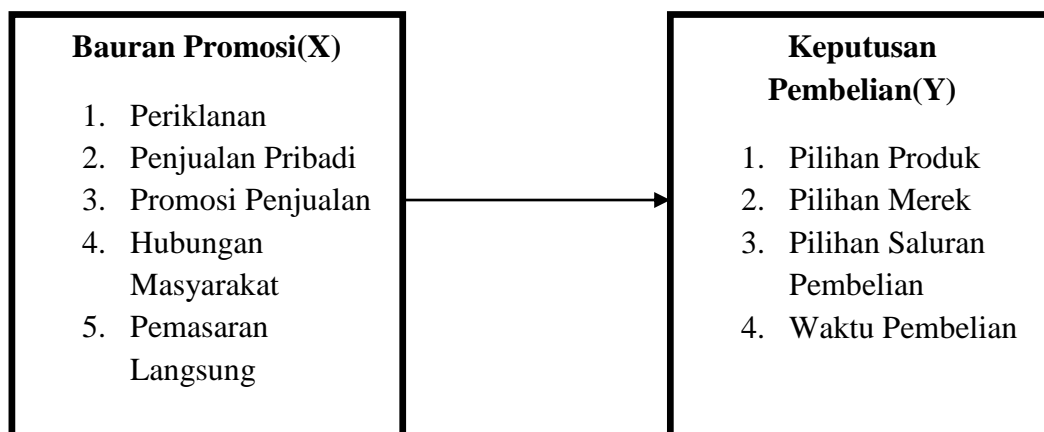 Bauran Promosi(X)
1. Periklanan
2. Penjualan Pribadi
3. Promosi Penjualan
4. Hubungan
Masyarakat
5. Pemasaran
Langsung
Keputusan
Pembelian(Y)
1. Pilihan Produk
2. Pilihan Merek
3. Pilihan Saluran
Pembelian
4. Waktu Pembelian